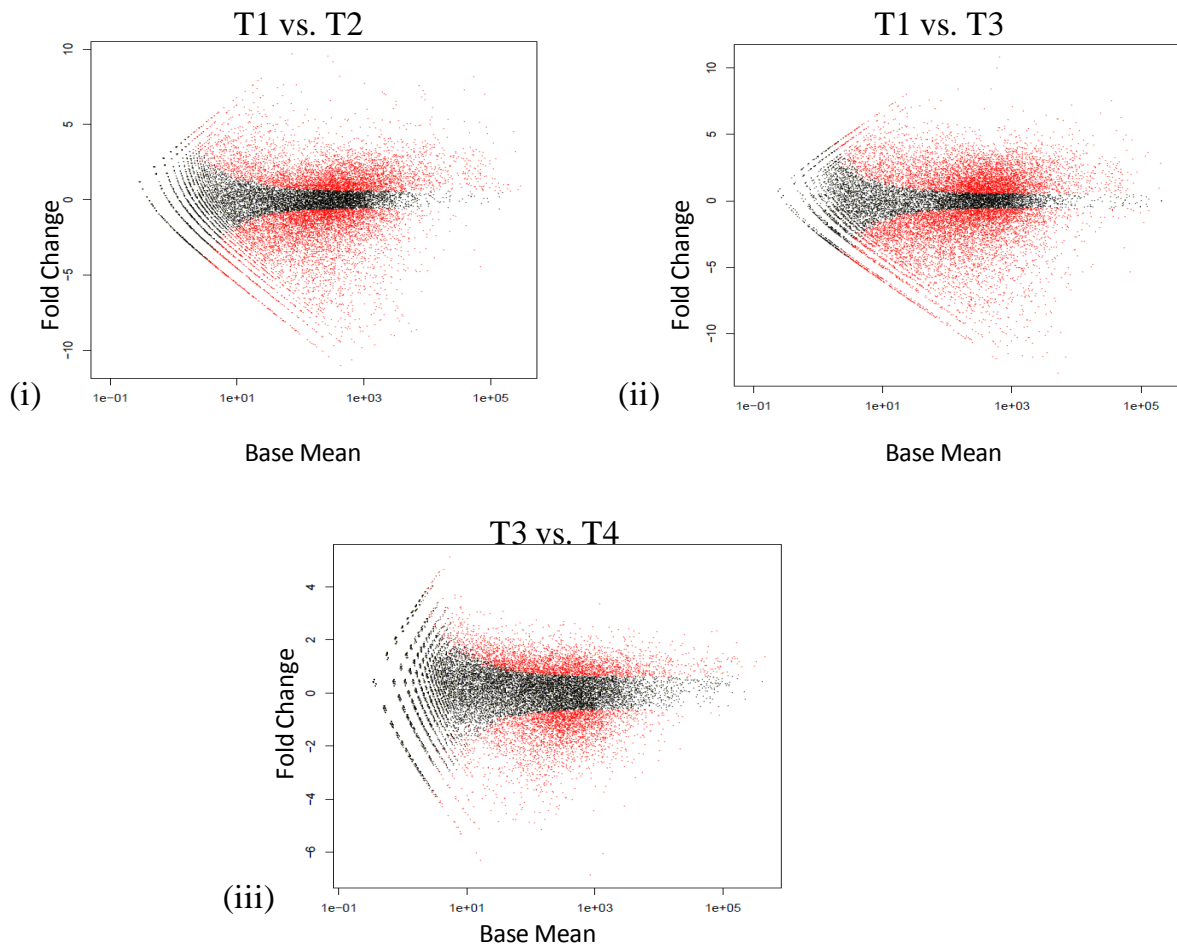 T1 vs. T2
T1 vs. T3
10
5
0
−5
−10
Fold Change
1e−01
1e+01
1e+03
1e+05
Base Mean
(i)
10
5
0
−5
−10
Fold Change
1e−01
1e+01
1e+03
1e+05
Base Mean
(ii)
T3 vs. T4
4
2
0
−2
−4
−6
Fold Change
1e−01
1e+01
1e+03
1e+05
Base Mean
(iii)